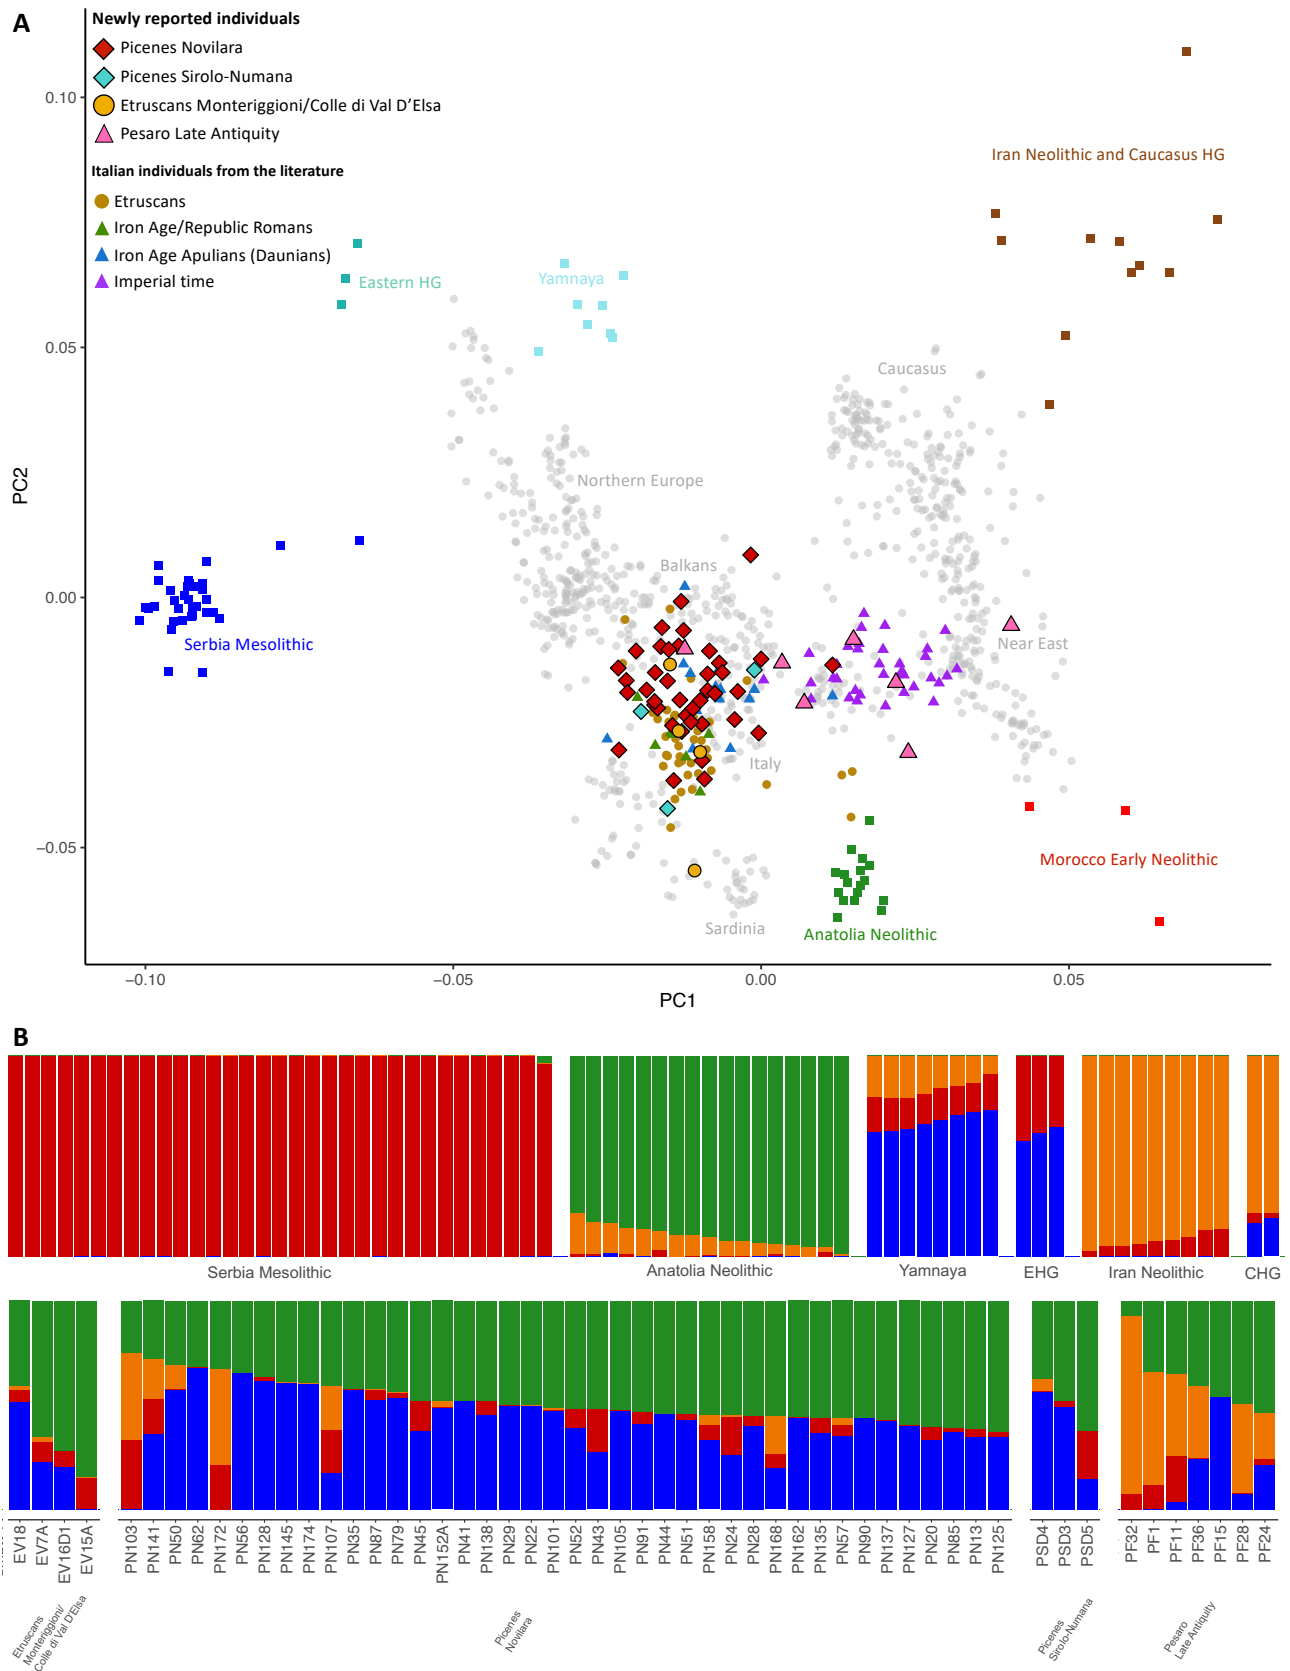 A
Newly reported individuals
Picenes Novilara
Picenes Sirolo-Numana
Etruscans Monteriggioni/Colle di Val D’Elsa
Pesaro Late Antiquity
Italian individuals from the literature
Etruscans
Iron Age/Republic Romans
Iron Age Apulians (Daunians)
Imperial time
0.10
0.05
0.00
−0.05
PC2
Iran Neolithic and Caucasus HG
Eastern HG
Yamnaya
Caucasus
Northern Europe
Balkans
Serbia Mesolithic
Near East
Italy
Morocco Early Neolithic
Sardinia
Anatolia Neolithic
−0.10
−0.05
0.00
0.05
PC1
B
Serbia Mesolithic
Anatolia Neolithic
Yamnaya
EHG
Iran Neolithic
CHG
EV18
EV7A
EV16D1
EV15A
PN103
PN141
PN50
PN62
PN172
PN56
PN128
PN145
PN174
PN107
PN35
PN87
PN79
PN45
PN152A
PN41
PN138
PN29
PN22
PN101
PN52
PN43
PN105
PN91
PN44
PN51
PN158
PN24
PN28
PN168
PN162
PN135
PN57
PN90
PN137
PN127
PN20
PN85
PN13
PN125
PSD4
PSD3
PSD5
PF32
PF1
PF11
PF36
PF15
PF28
PF24
Etruscans
Monteriggioni/
Colle di Val D'Elsa
Picenes
Novilara
Picenes
Sirolo-Numana
Pesaro
Late Antiquity